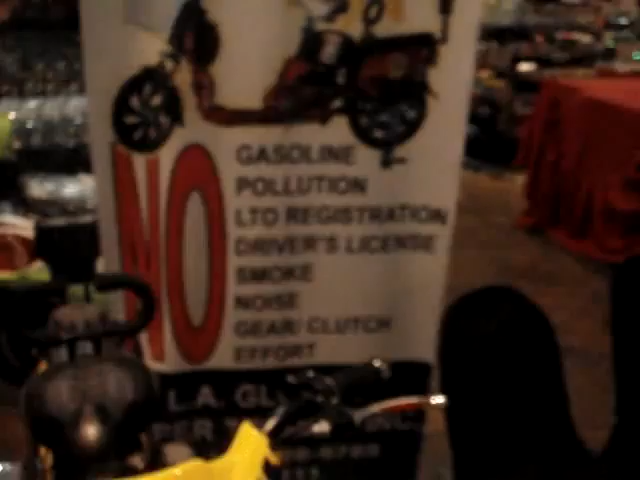 NO
GASOLINE
POLLUTION
LTO REGISTRATION
DRIVER'S LICENSE
SMOKE
NOISE
GEAR/ CLUTCH
EFFORT
L.A.